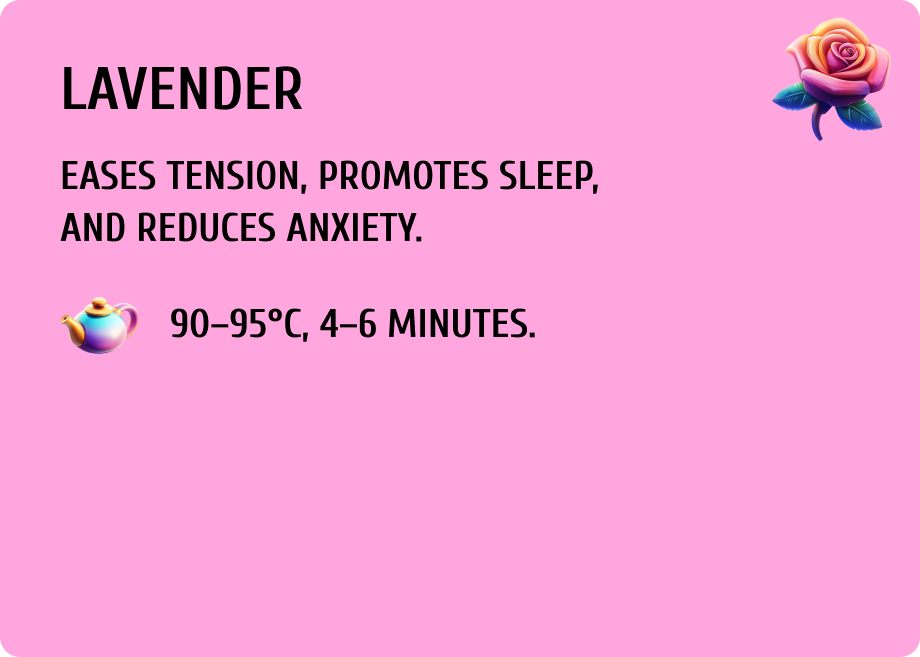 LAVENDER
EASES TENSION, PROMOTES SLEEP,
AND REDUCES ANXIETY.
90–95°C, 4–6 MINUTES.